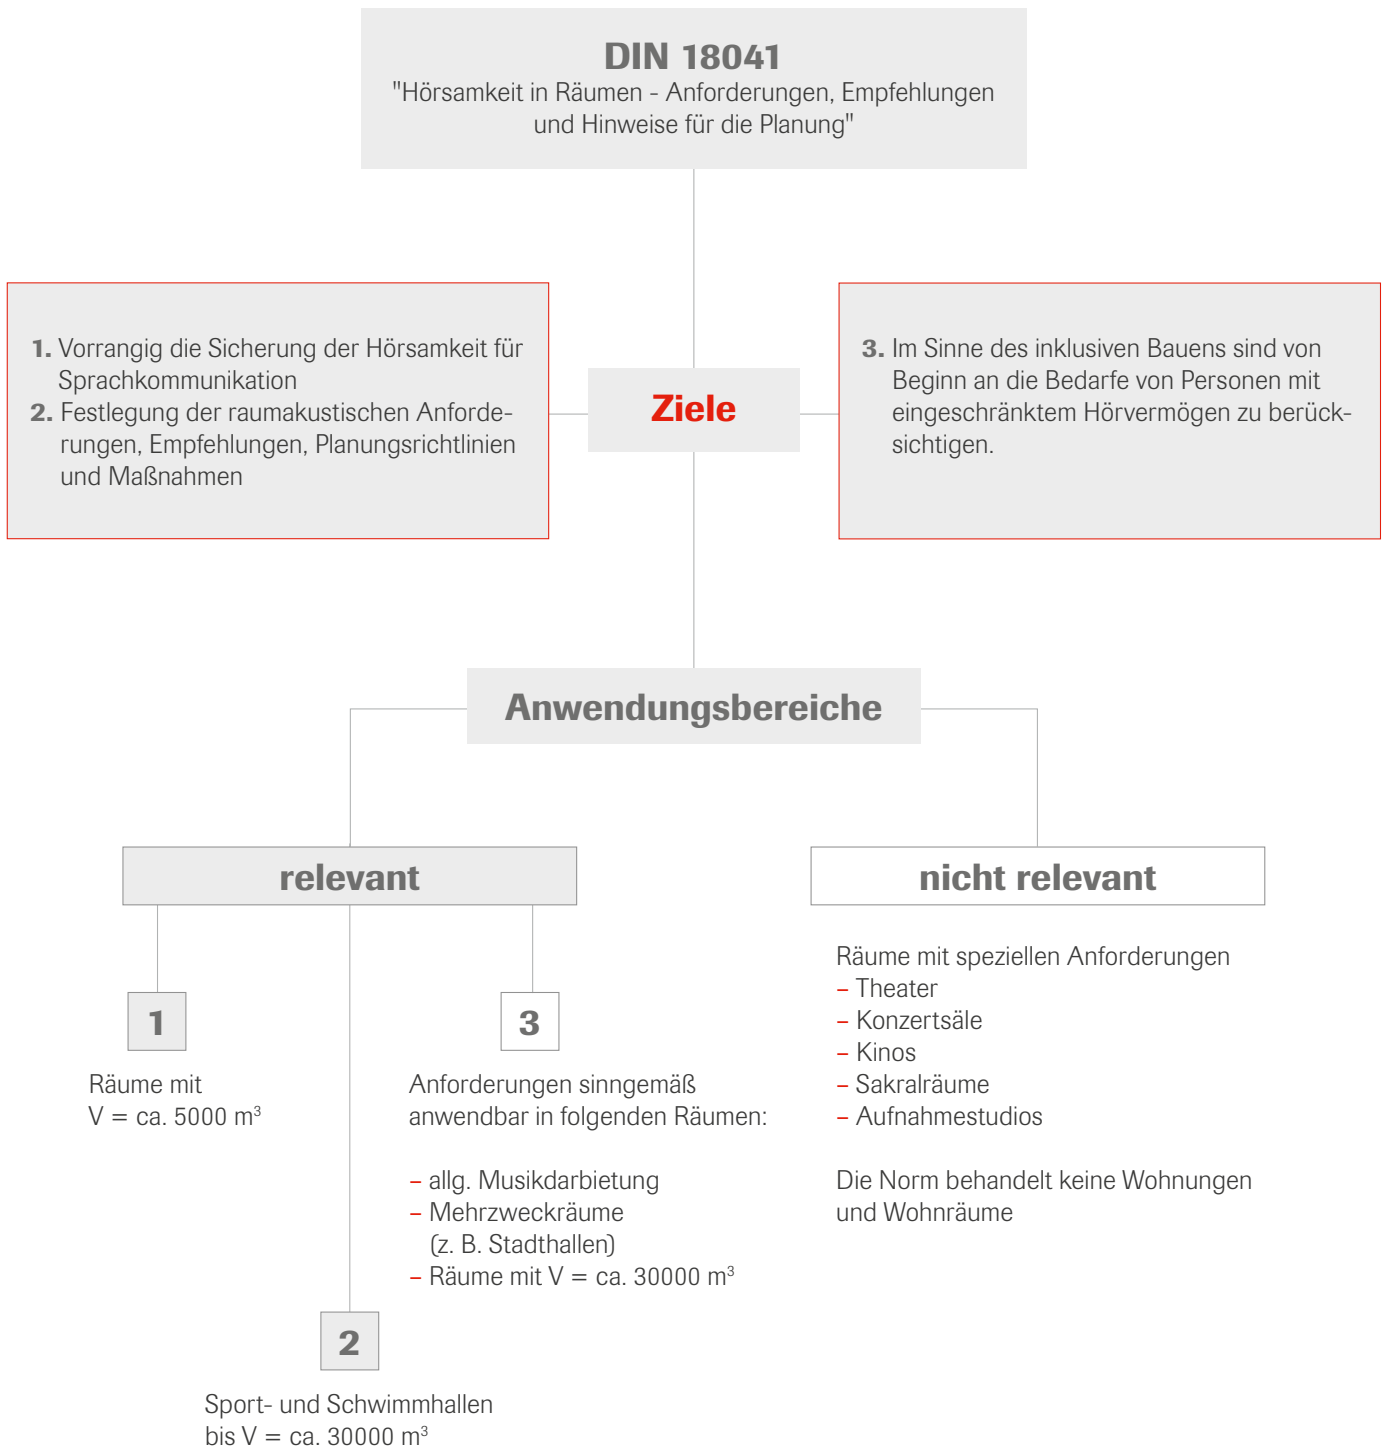 DIN 18041
"Hörsamkeit in Räumen - Anforderungen, Empfehlungen
und Hinweise für die Planung"
1. Vorrangig die Sicherung der Hörsamkeit für
Sprachkommunikation
2. Festlegung der raumakustischen Anforde-
rungen, Empfehlungen, Planungsrichtlinien
und Maßnahmen
Ziele
3. Im Sinne des inklusiven Bauens sind von
Beginn an die Bedarfe von Personen mit
eingeschränktem Hörvermögen zu berück-
sichtigen.
Anwendungsbereiche
relevant
1
Räume mit
V = ca. 5000 m³
2
Sport- und Schwimmhallen
bis V = ca. 30000 m³
3
Anforderungen sinngemäß
anwendbar in folgenden Räumen:
– allg. Musikdarbietung
– Mehrzweckräume
(z. B. Stadthallen)
– Räume mit V = ca. 30000 m³
nicht relevant
Räume mit speziellen Anforderungen
– Theater
– Konzertsäle
– Kinos
– Sakralräume
– Aufnahmestudios
Die Norm behandelt keine Wohnungen
und Wohnräume